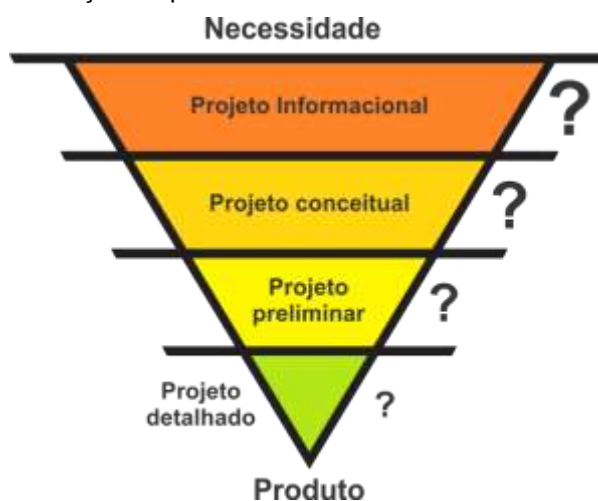 Necessidade
Projeto Informacional
?
Projeto conceitual
?
Projeto
preliminar
?
Projeto
detalhado
?
Produto